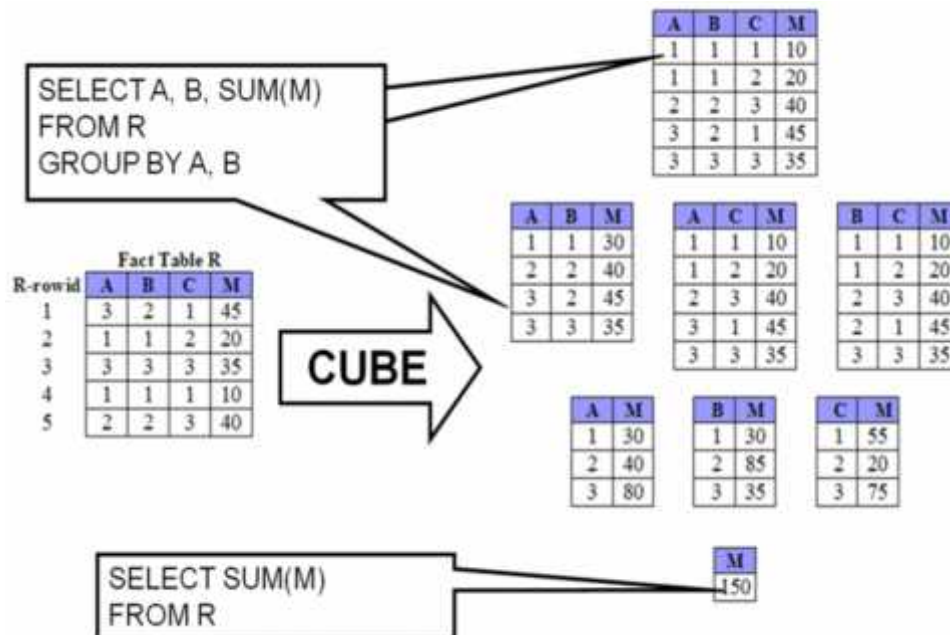 A B C M
1 1 1 10
1 1 2 20
2 2 3 40
3 2 1 45
3 3 3 35
SELECT A, B, SUM(M)
FROM R
GROUP BY A, B
A B M
1 1 30
2 2 40
3 2 45
3 3 35
A C M
1 1 10
1 2 20
2 3 40
3 1 45
3 3 35
B C M
1 1 10
1 2 20
2 3 40
2 1 45
3 3 35
Fact Table R
R-rowid A B C M
1 3 2 1 45
2 1 1 2 20
3 3 3 3 35
4 1 1 1 10
5 2 2 3 40
CUBE
A M
1 30
2 40
3 80
B M
1 30
2 85
3 35
C M
1 55
2 20
3 75
SELECT SUM(M)
FROM R
M
150